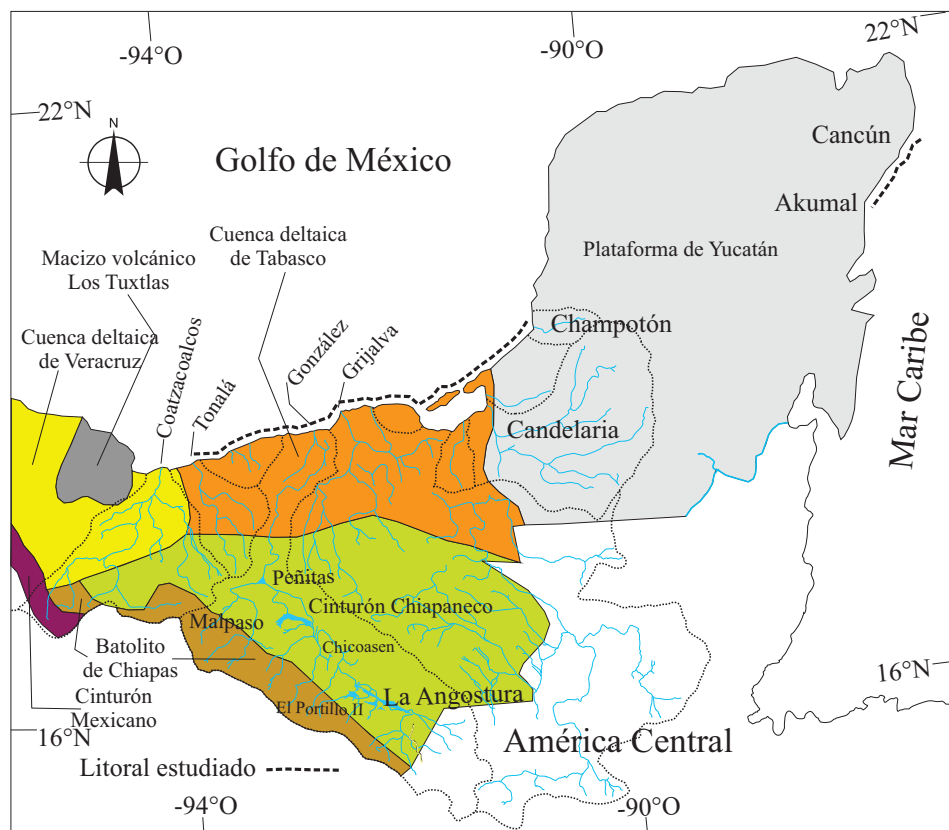 -94°O
-90°O
22°N
22°N
N
Golfo de México
Cancún
Akumal
Cuenca deltaica
de Tabasco
Macizo volcánico
Los Tuxtlas
Plataforma de Yucatán
Cuenca deltaica
de Veracruz
Coatzacoalcos
Tonalá
González
Grijalva
Champotón
Mar Caribe
Candelaria
Peñitas
Cinturón Chiapaneco
Malpaso
Batolito
de Chiapas
Chicoasen
Cinturón
Mexicano
La Angostura
16°N
El Portillo II
16°N
América Central
Litoral estudiado
-94°O
-90°O